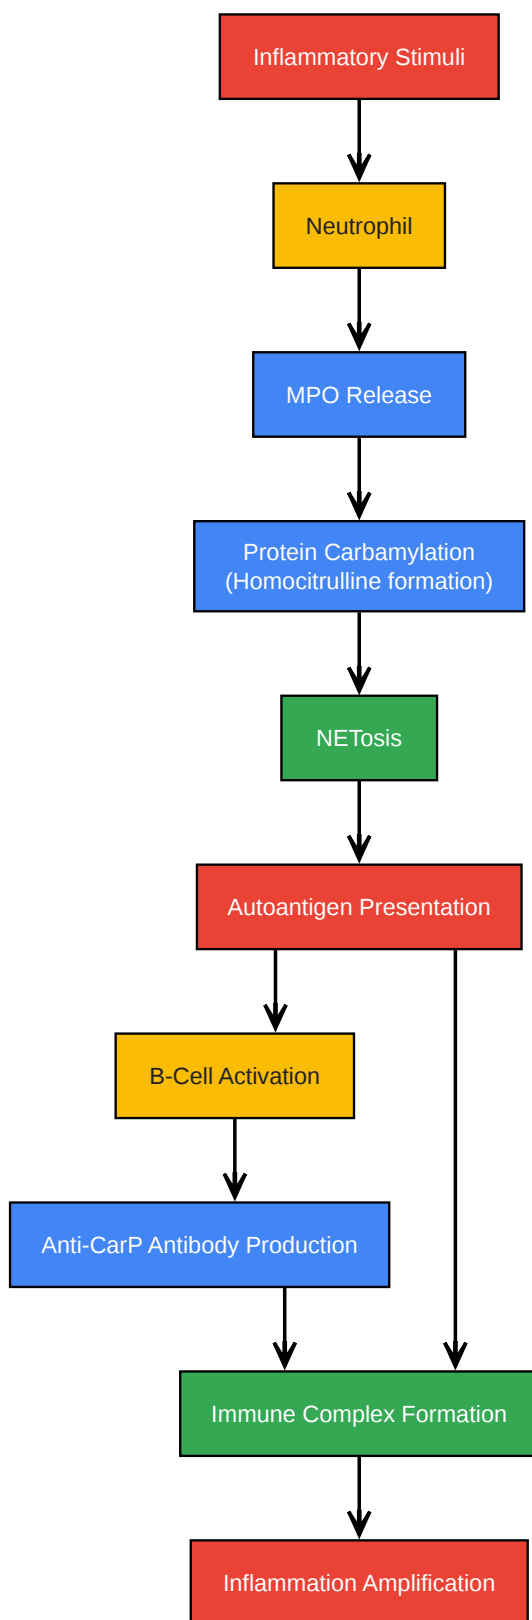 Inflammatory Stimuli
Neutrophil
MPO Release
Protein Carbamylation
(Homocitrulline formation)
NETosis
Autoantigen Presentation
B-Cell Activation
Anti-CarP Antibody Production
Immune Complex Formation
Inflammation Amplification